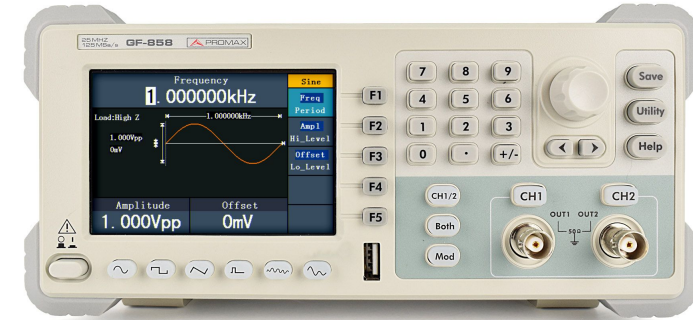 25MHZ
125MSa/s
GF-858
PROMAX
Frequency
1.000000kHz
Load:High Z
1.000000kHz
1.000Vpp
0mV
Amplitude
Offset
1.000Vpp
0mV
Sine
Freq
Period
Ampl
Hi_Level
Offset
Lo_Level
F1
F2
F3
F4
F5
7 8 9
4 5 6
1 2 3
0 . +/-
Save
Utility
Help
CH1/2
Both
Mod
CH1
CH2
OUT1 OUT2
50Ω